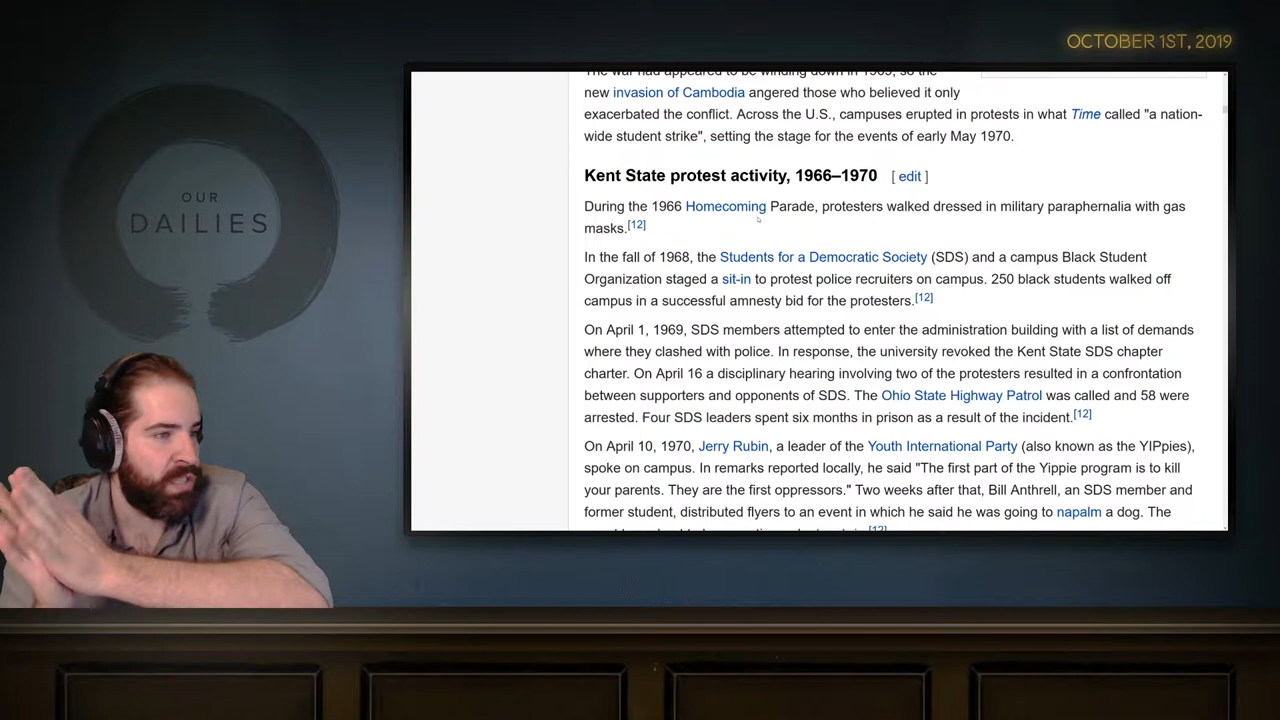 OCTOBER 1ST, 2019
OUR
DAILIES
The war had appeared to be winding down in 1969, so the
new invasion of Cambodia angered those who believed it only
exacerbated the conflict. Across the U.S., campuses erupted in protests in what Time called "a nation-
wide student strike", setting the stage for the events of early May 1970.
Kent State protest activity, 1966–1970 [ edit ]
During the 1966 Homecoming Parade, protesters walked dressed in military paraphernalia with gas
masks.[12]
In the fall of 1968, the Students for a Democratic Society (SDS) and a campus Black Student
Organization staged a sit-in to protest police recruiters on campus. 250 black students walked off
campus in a successful amnesty bid for the protesters.[12]
On April 1, 1969, SDS members attempted to enter the administration building with a list of demands
where they clashed with police. In response, the university revoked the Kent State SDS chapter
charter. On April 16 a disciplinary hearing involving two of the protesters resulted in a confrontation
between supporters and opponents of SDS. The Ohio State Highway Patrol was called and 58 were
arrested. Four SDS leaders spent six months in prison as a result of the incident.[12]
On April 10, 1970, Jerry Rubin, a leader of the Youth International Party (also known as the YIPpies),
spoke on campus. In remarks reported locally, he said "The first part of the Yippie program is to kill
your parents. They are the first oppressors." Two weeks after that, Bill Anthrell, an SDS member and
former student, distributed flyers to an event in which he said he was going to napalm a dog. The
[12]